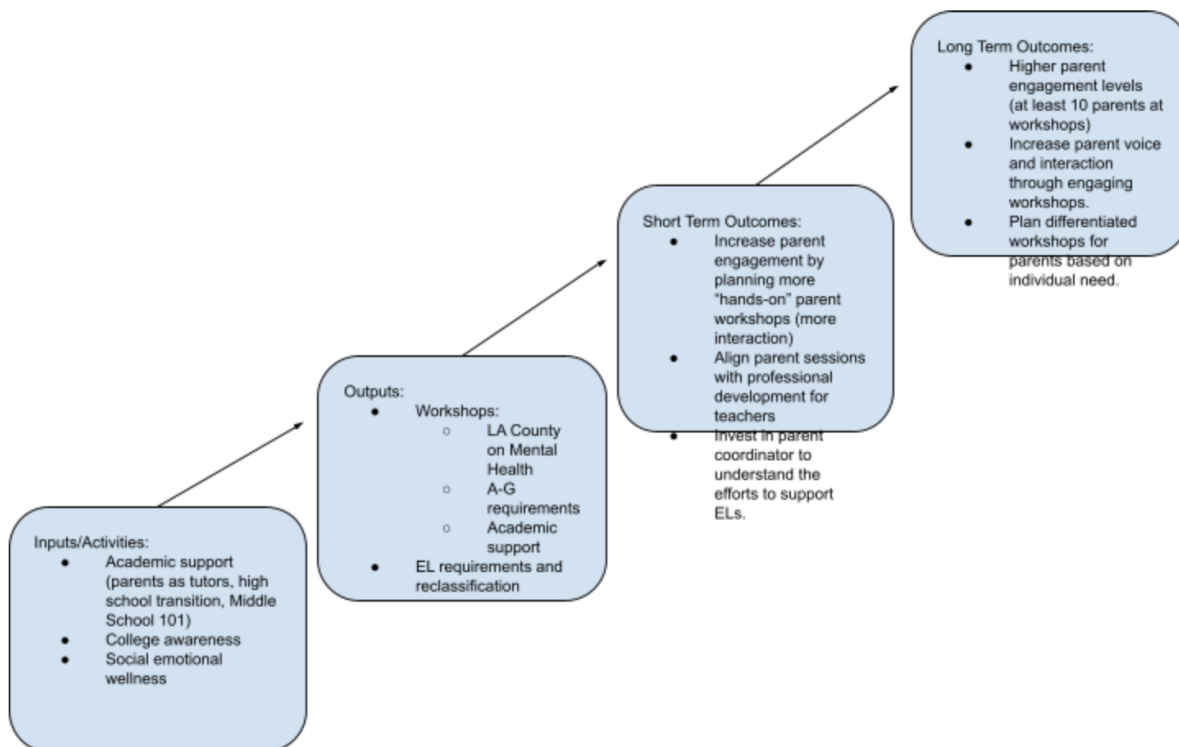 Inputs/Activities:
● Academic support
(parents as tutors, high
school transition, Middle
School 101)
● College awareness
● Social emotional
wellness
Outputs:
● Workshops:
○ LA County
on Mental
Health
○ A-G
requirements
○ Academic
support
● EL requirements and
reclassification
Short Term Outcomes:
● Increase parent
engagement by
planning more
“hands-on” parent
workshops (more
interaction)
● Align parent sessions
with professional
development for
teachers
● Invest in parent
coordinator to
understand the
efforts to support
ELs.
Long Term Outcomes:
● Higher parent
engagement levels
(at least 10 parents at
workshops)
● Increase parent voice
and interaction
through engaging
workshops.
● Plan differentiated
workshops for
parents based on
individual need.